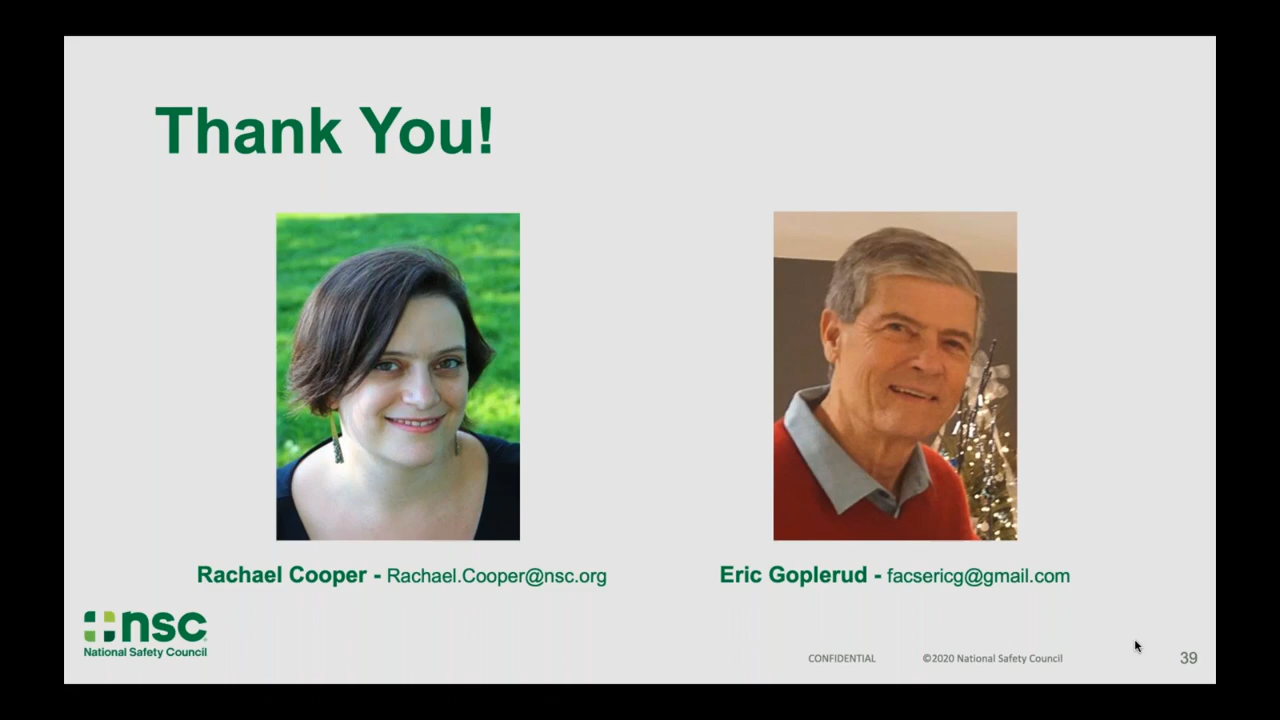 Thank You!
Rachael Cooper - Rachael.Cooper@nsc.org
Eric Goplerud - facsericg@gmail.com
nsc
National Safety Council
CONFIDENTIAL
©2020 National Safety Council
39